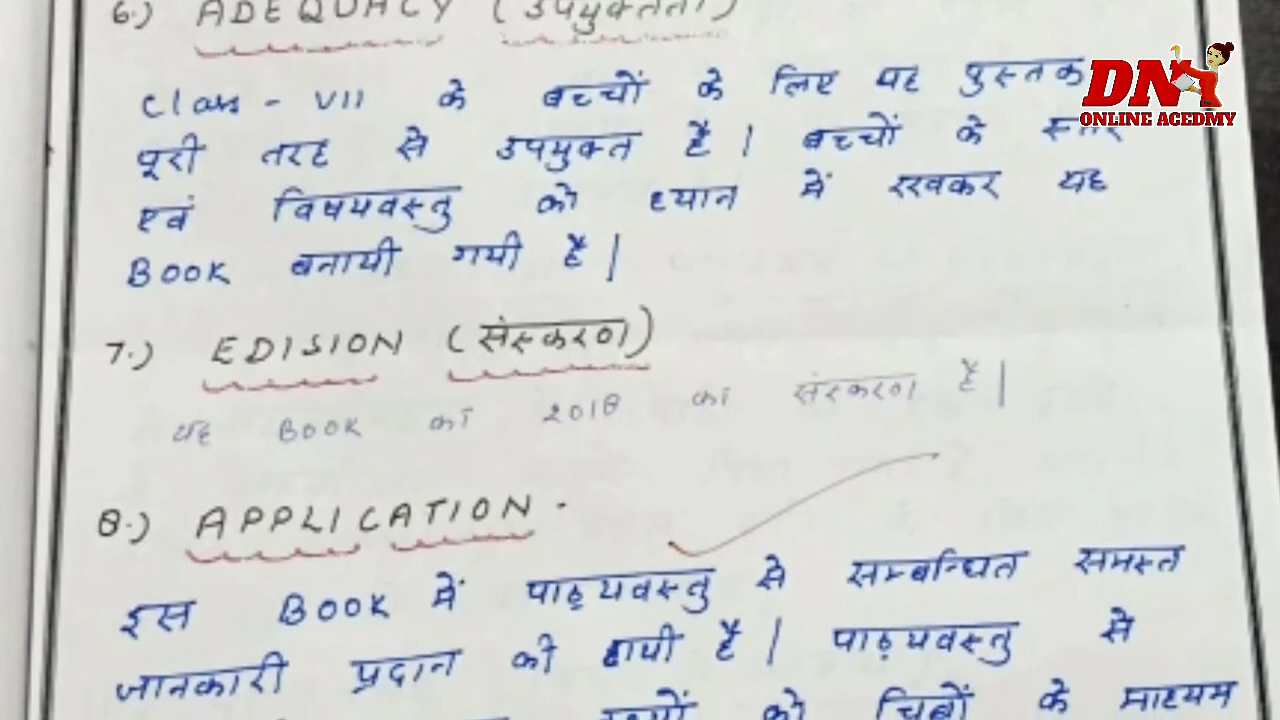 6.) ADEQUACY (उपयुक्तता)
Class - VII के बच्चों के लिए यह पुस्तक
पूरी तरह से उपयुक्त है |बच्चों के स्तर
एवं विषयवस्तु को ध्यान में रखकर यह
BOOK बनायी गयी है |
7.) EDISION (संस्करण)
यह BOOK का 2018 का संस्करण है |
8.) APPLICATION -
इस BOOK में पाठ्यवस्तु से सम्बन्धित समस्त
जानकारी प्रदान की गयी है | पाठ्यवस्तु से
को चित्रों के माध्यम
DN
ONLINE ACEDMY